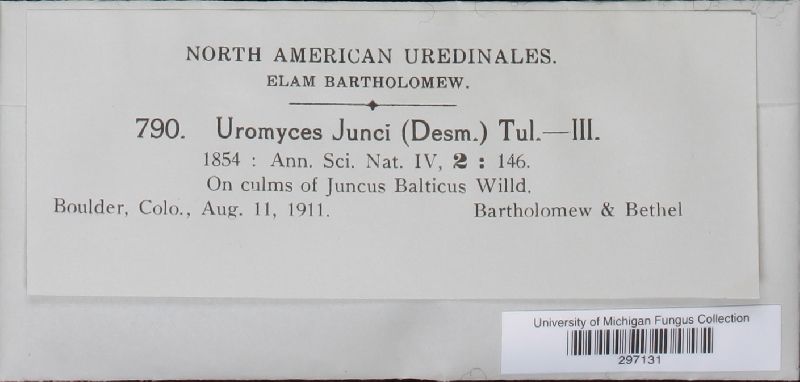 NORTH AMERICAN UREDINALES.
ELAM BARTHOLOMEW.
790. Uromyces Junci (Desm.) Tul.—III.
1854 : Ann. Sci. Nat. IV, 2 : 146.
On culms of Juncus Balticus Willd.
Boulder, Colo., Aug. 11, 1911. Bartholomew & Bethel
University of Michigan Fungus Collection
297131